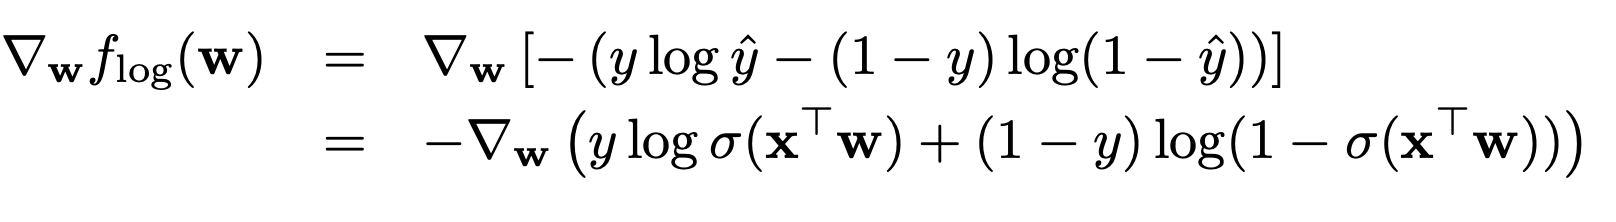 ∇_𝐰 f_log(𝐰) = ∇_𝐰 [−(y log ŷ − (1 − y) log(1 − ŷ))]
= −∇_𝐰 (y log σ(𝐱^⊤𝐰) + (1 − y) log(1 − σ(𝐱^⊤𝐰)))